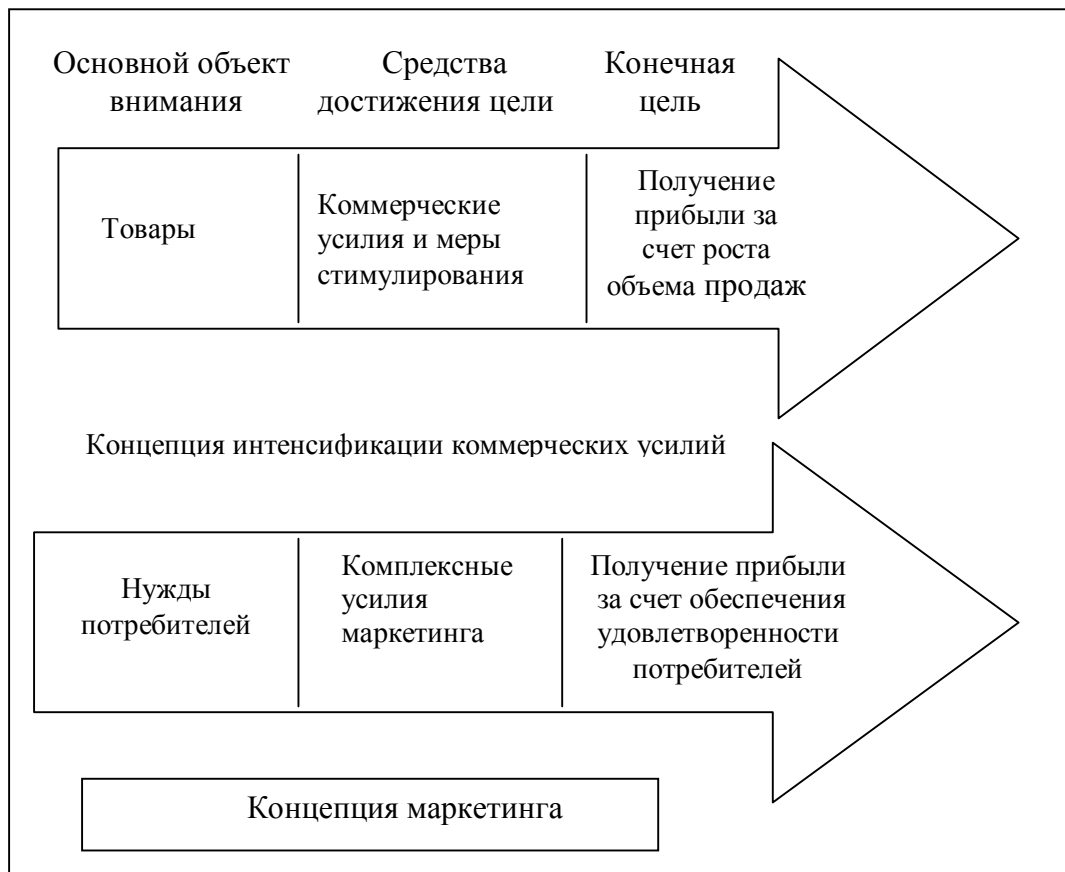 Основной объект
внимания
Средства
достижения цели
Конечная
цель
Товары
Коммерческие
усилия и меры
стимулирования
Получение
прибыли за
счет роста
объема продаж
Концепция интенсификации коммерческих усилий
Нужды
потребителей
Комплексные
усилия
маркетинга
Получение прибыли
за счет обеспечения
удовлетворенности
потребителей
Концепция маркетинга